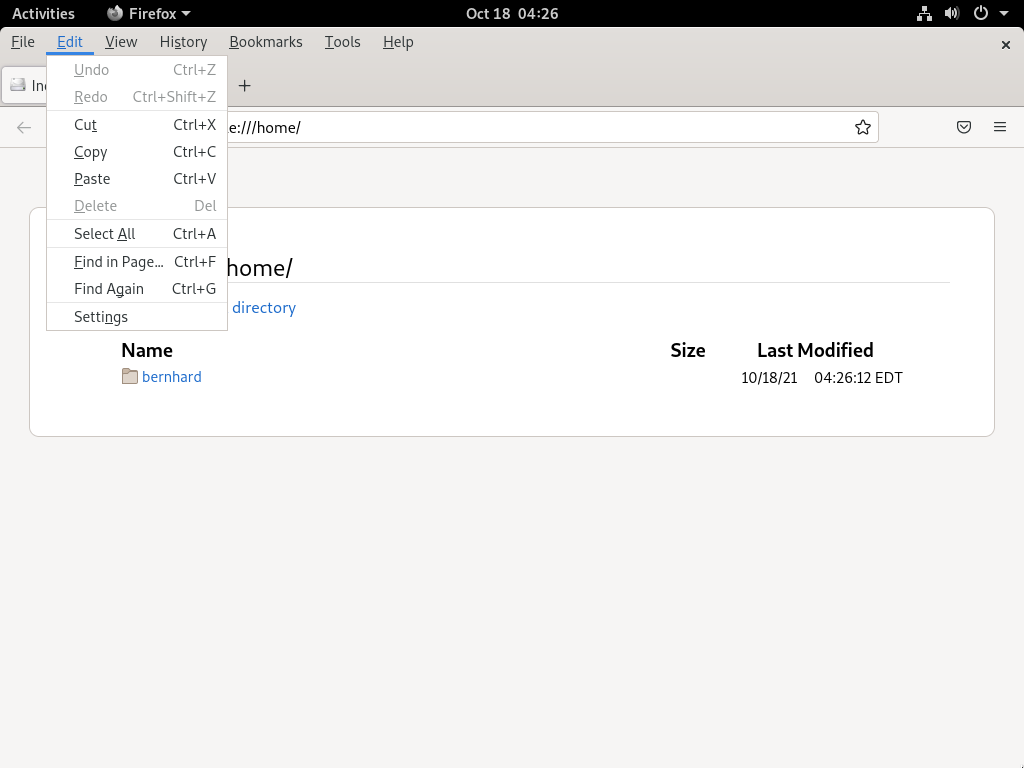 Activities Firefox Oct 18 04:26
File Edit View History Bookmarks Tools Help
Undo Ctrl+Z
Redo Ctrl+Shift+Z
Cut Ctrl+X
Copy Ctrl+C
Paste Ctrl+V
Delete Del
Select All Ctrl+A
Find in Page... Ctrl+F
Find Again Ctrl+G
Settings
e:///home/
home/
directory
Name Size Last Modified
bernhard 10/18/21 04:26:12 EDT